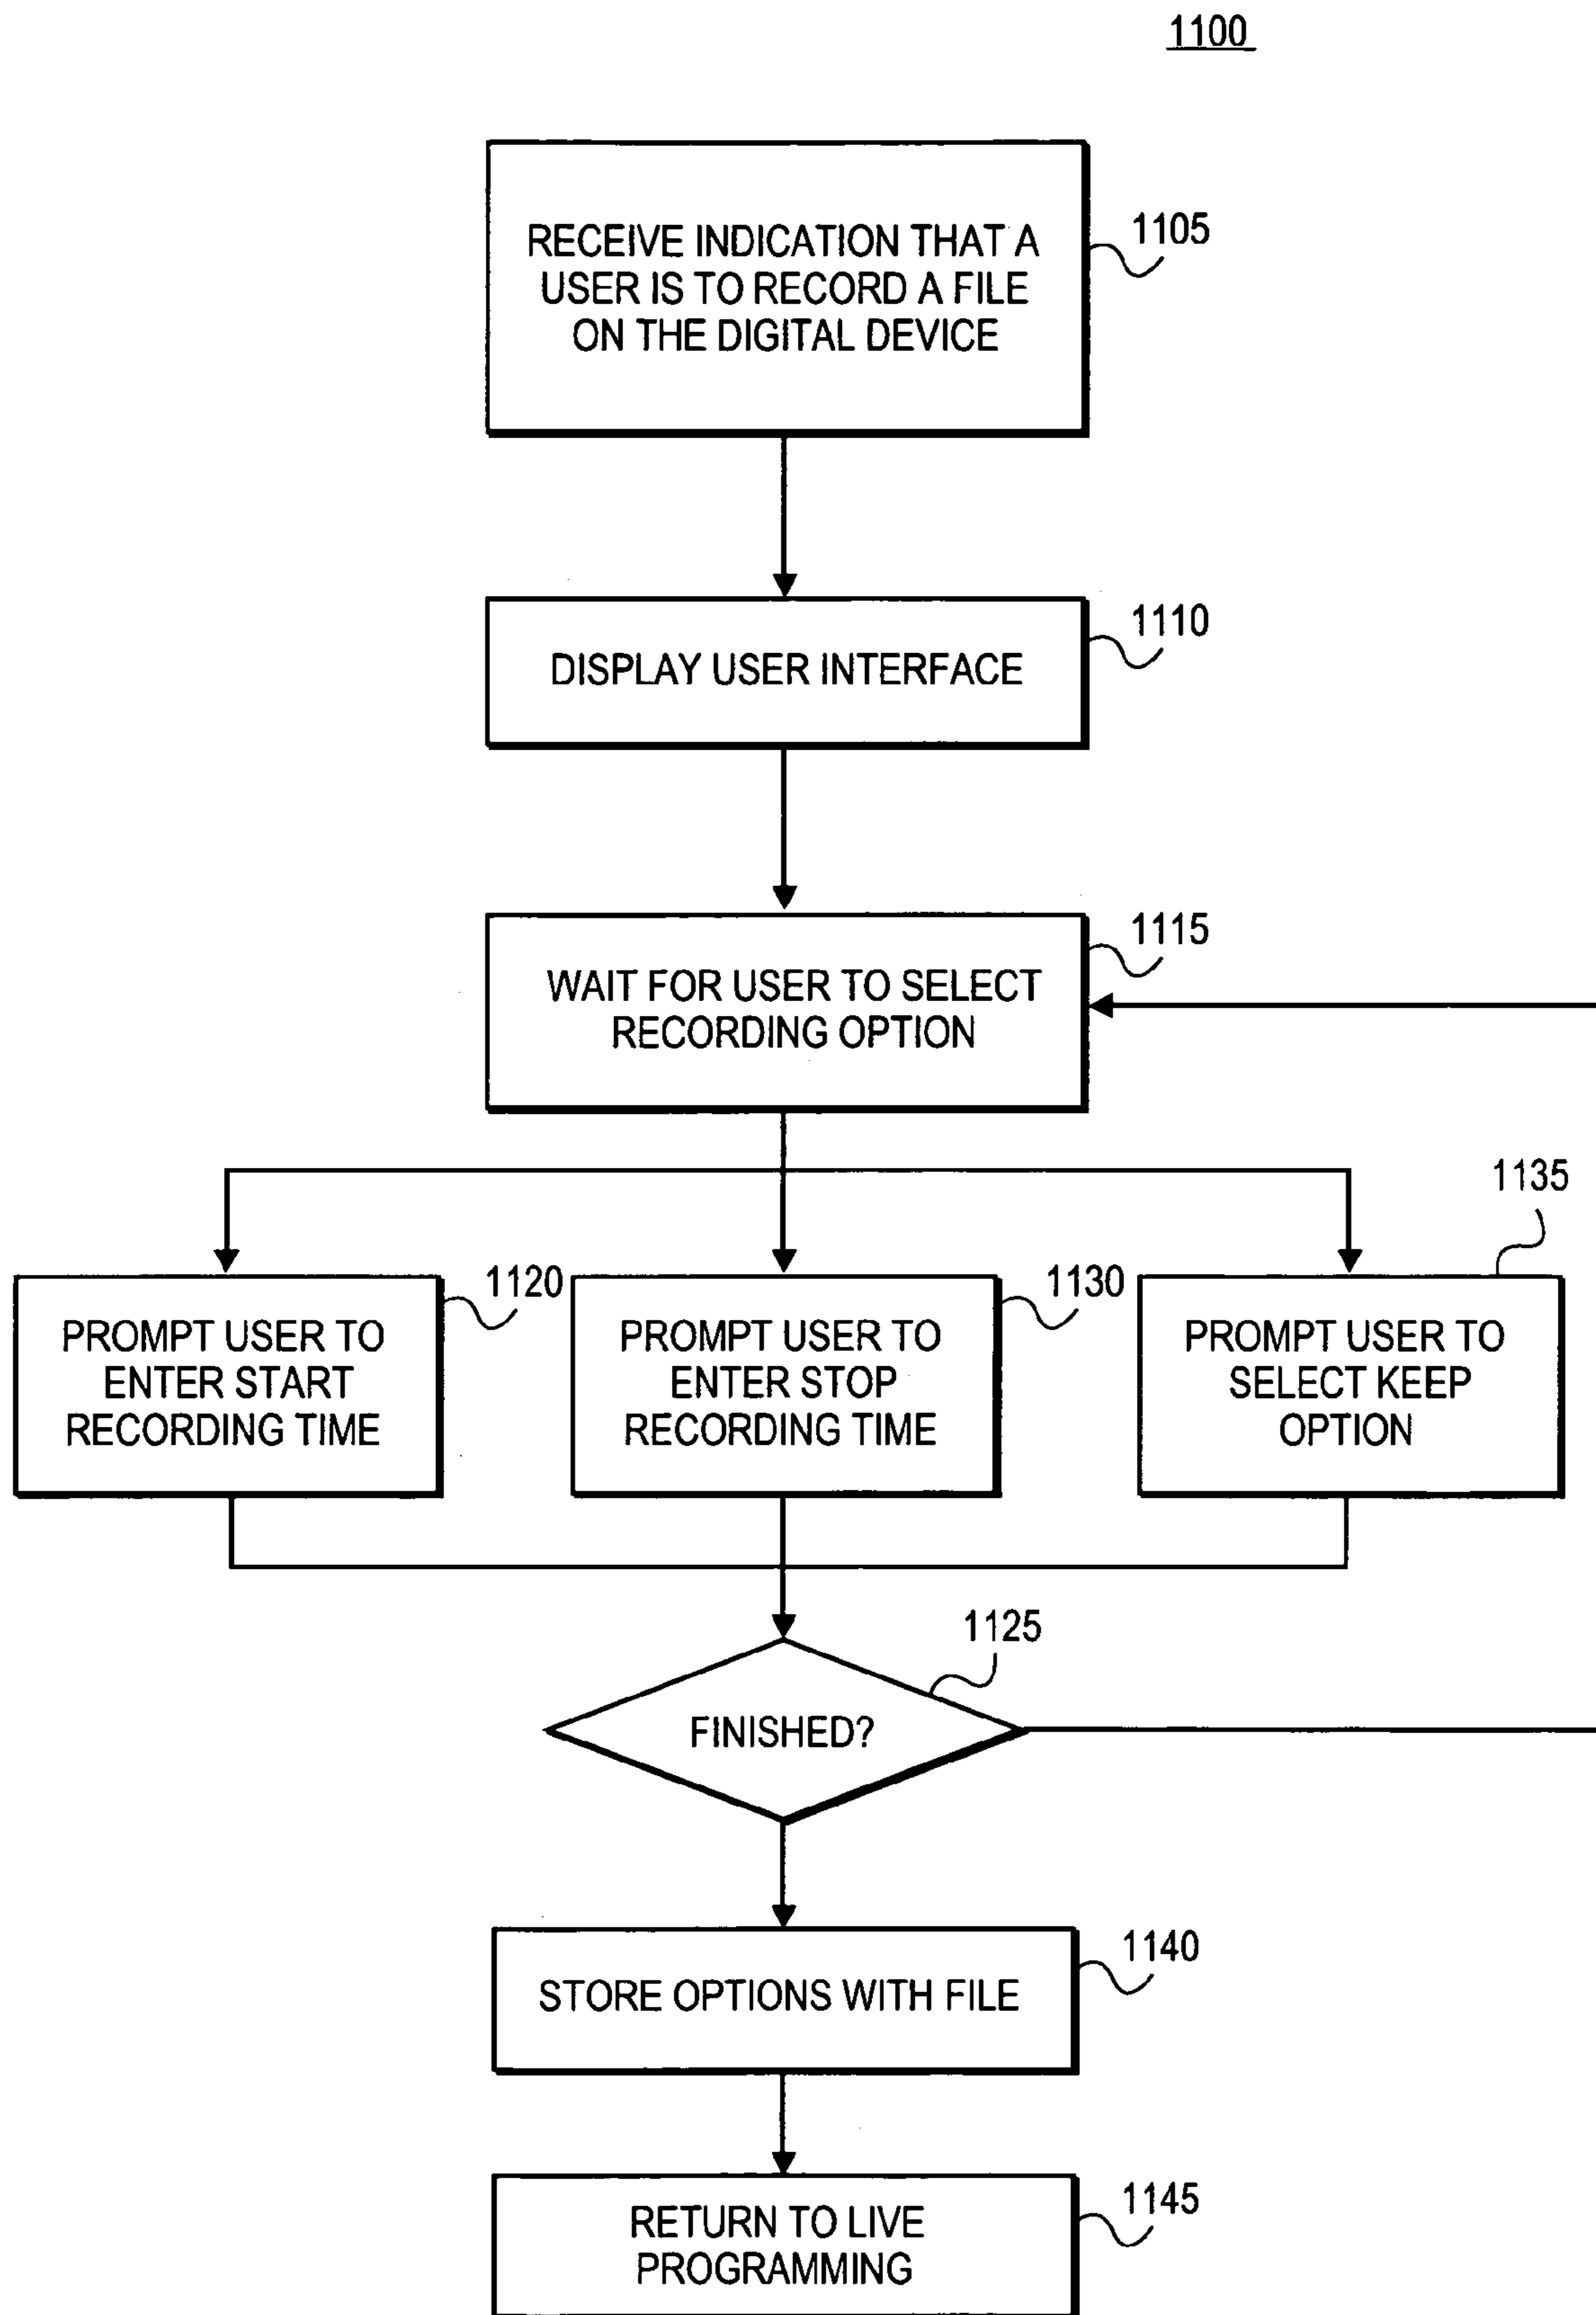 1100
RECEIVE INDICATION THAT A
USER IS TO RECORD A FILE
ON THE DIGITAL DEVICE
1105
DISPLAY USER INTERFACE
1110
WAIT FOR USER TO SELECT
RECORDING OPTION
1115
PROMPT USER TO
ENTER START
RECORDING TIME
1120
PROMPT USER TO
ENTER STOP
RECORDING TIME
1130
PROMPT USER TO
SELECT KEEP
OPTION
1135
FINISHED?
1125
STORE OPTIONS WITH FILE
1140
RETURN TO LIVE
PROGRAMMING
1145